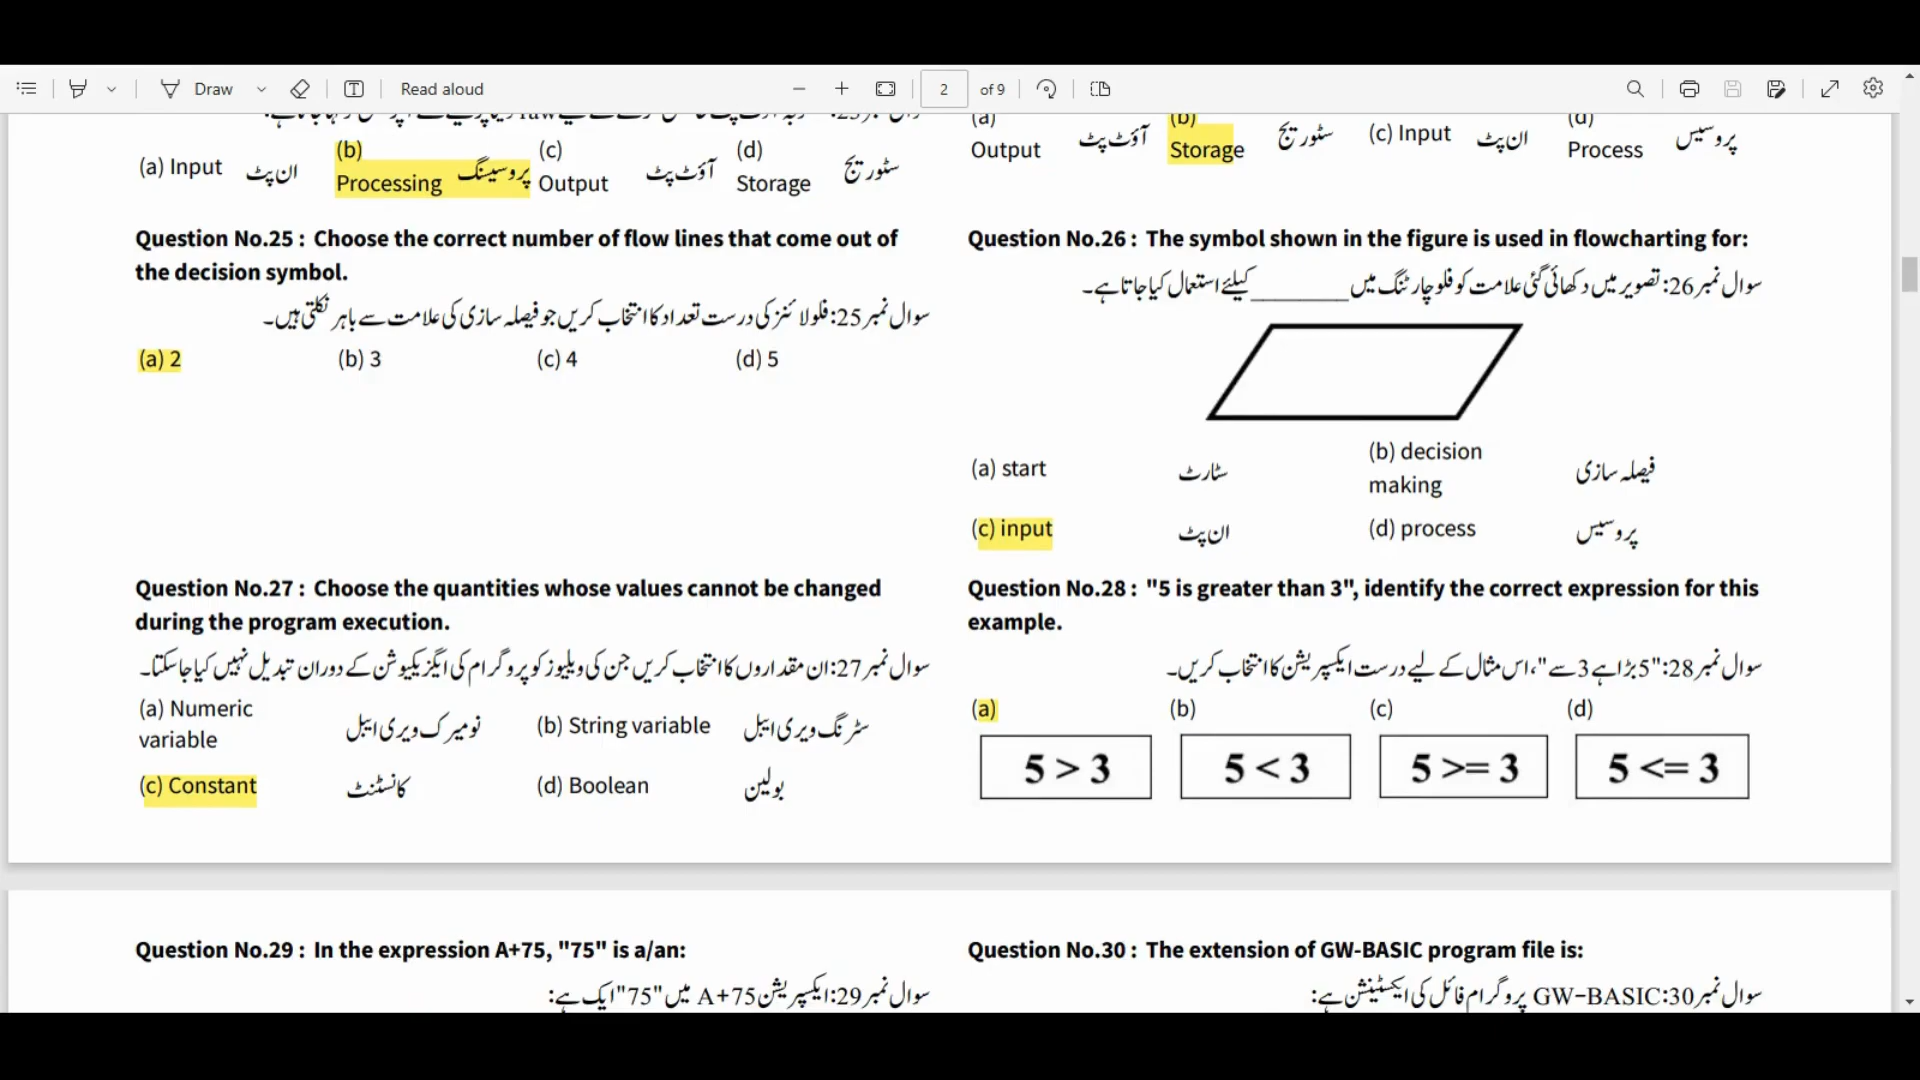 Draw
Read aloud
2 of 9
(a) Input ان پٹ (b) Processing پروسیسنگ (c) Output آؤٹ پٹ (d) Storage سٹوریج
(a) Output آؤٹ پٹ (b) Storage سٹوریج (c) Input ان پٹ (d) Process پروسیس
Question No.25 : Choose the correct number of flow lines that come out of
the decision symbol.
سوال نمبر 25: فلو لائنز کی درست تعداد کا انتخاب کریں جو فیصلہ سازی کی علامت سے باہر نکلتی ہیں۔
(a) 2 (b) 3 (c) 4 (d) 5
Question No.26 : The symbol shown in the figure is used in flowcharting for:
سوال نمبر 26: تصویر میں دکھائی گئی علامت کو فلو چارٹنگ میں ________ کیلئے استعمال کیا جاتا ہے۔
(a) start سٹارٹ (b) decision making فیصلہ سازی
(c) input ان پٹ (d) process پروسیس
Question No.27 : Choose the quantities whose values cannot be changed
during the program execution.
سوال نمبر 27: ان مقداروں کا انتخاب کریں جن کی ویلیوز کو پروگرام کی ایگزیکیوشن کے دوران تبدیل نہیں کیا جاسکتا۔
(a) Numeric variable نومیرک ویری ایبل (b) String variable سٹرنگ ویری ایبل
(c) Constant کانسٹنٹ (d) Boolean بولین
Question No.28 : "5 is greater than 3", identify the correct expression for this
example.
سوال نمبر 28: "5 بڑا ہے 3 سے"، اس مثال کے لیے درست ایکسپریشن کا انتخاب کریں۔
(a) (b) (c) (d)
5 > 3 5 < 3 5 >= 3 5 <= 3
Question No.29 : In the expression A+75, "75" is a/an:
سوال نمبر 29: ایکسپریشن A+75 میں "75" ایک ہے:
Question No.30 : The extension of GW-BASIC program file is:
سوال نمبر 30: GW-BASIC پروگرام فائل کی ایکسٹینشن ہے: